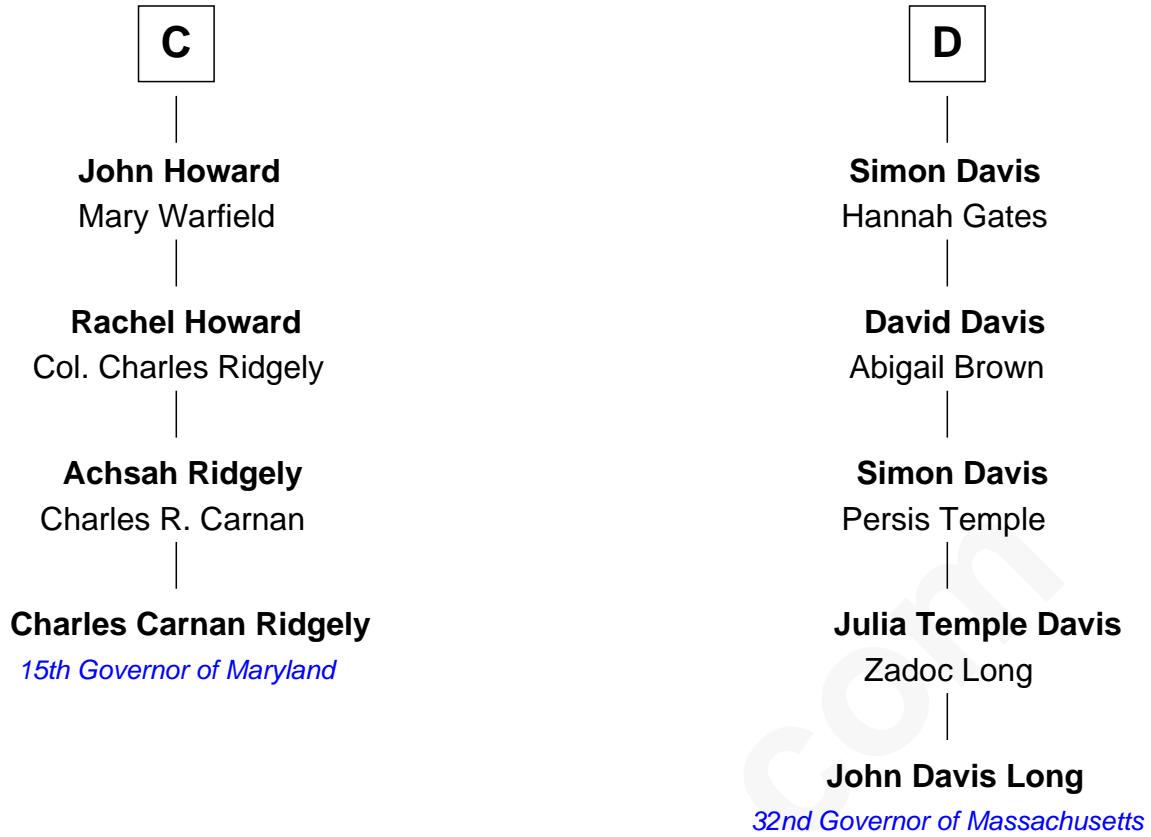 C
John Howard
Mary Warfield
Rachel Howard
Col. Charles Ridgely
Achsah Ridgely
Charles R. Carnan
Charles Carnan Ridgely
15th Governor of Maryland
D
Simon Davis
Hannah Gates
David Davis
Abigail Brown
Simon Davis
Persis Temple
Julia Temple Davis
Zadoc Long
John Davis Long
32nd Governor of Massachusetts
com